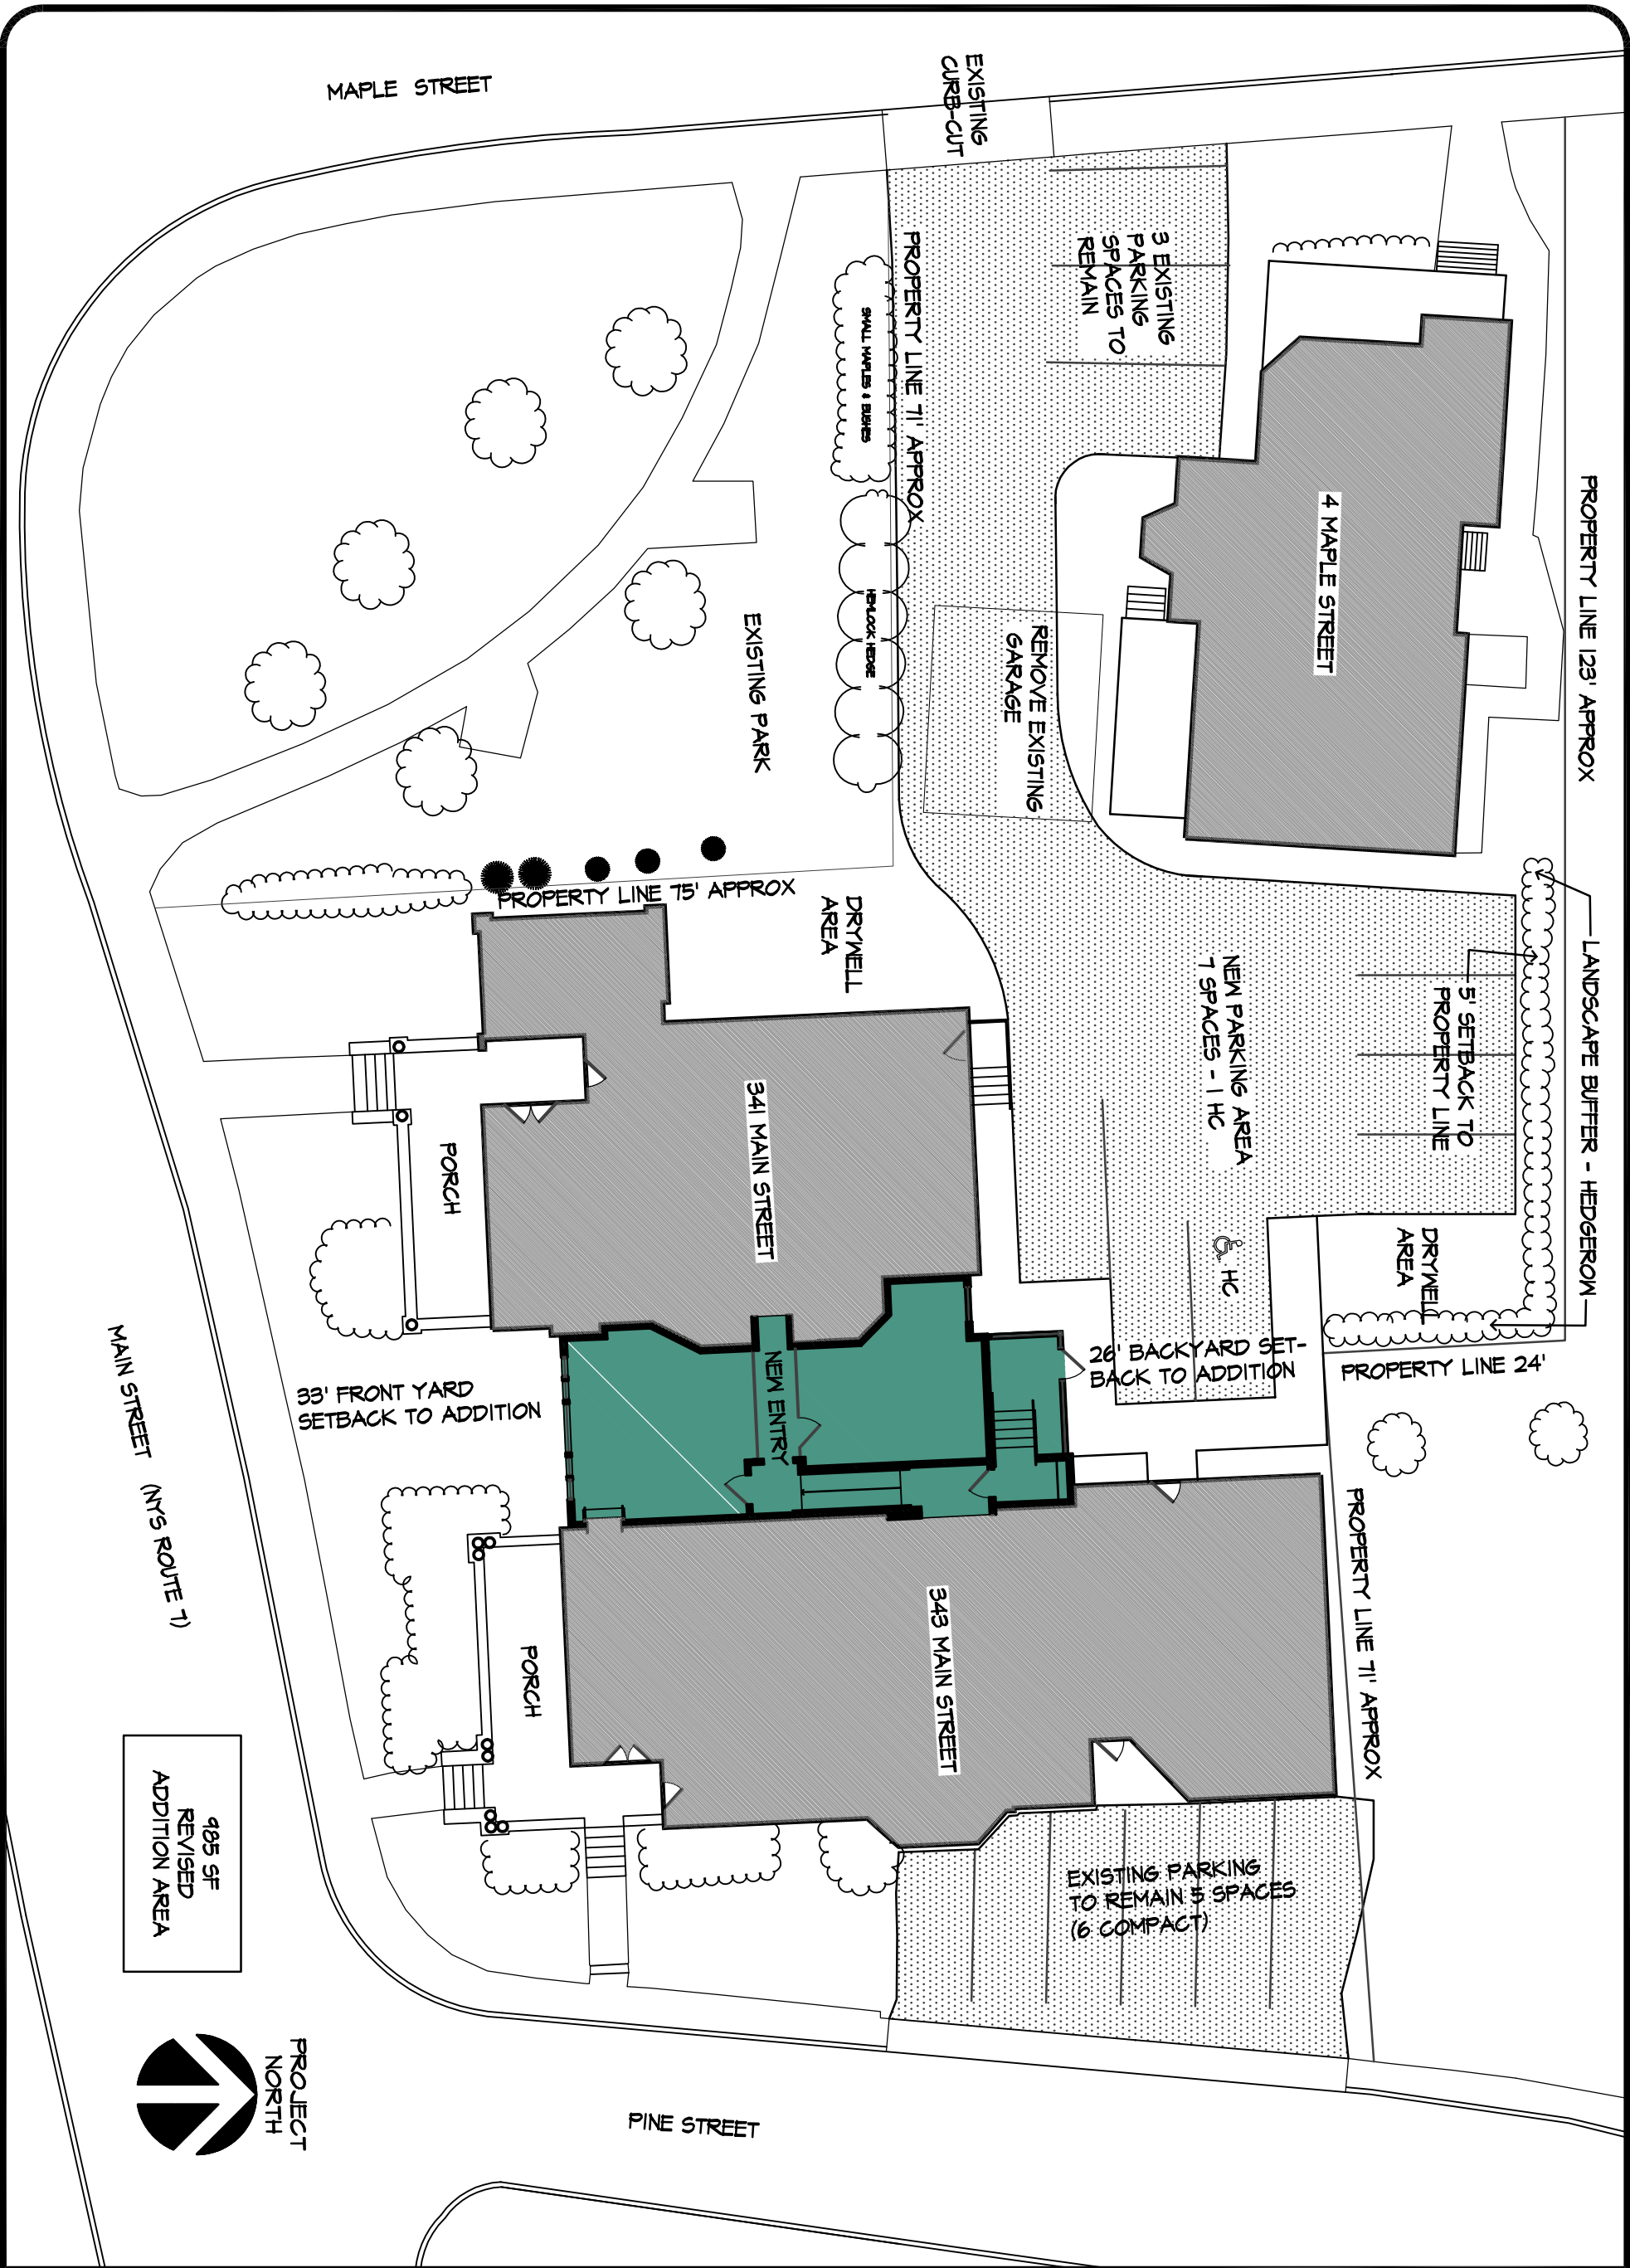 MAPLE STREET
EXISTING
CURB-CUT
3 EXISTING
PARKING
SPACES TO
REMAIN
PROPERTY LINE 71' APPROX
SMALL MAPLES & BUSHES
HEMLOCK HEDGE
4 MAPLE STREET
PROPERTY LINE 123' APPROX
REMOVE EXISTING
GARAGE
EXISTING PARK
PROPERTY LINE 75' APPROX
DRYWELL
AREA
NEW PARKING AREA
7 SPACES - 1 HC
5' SETBACK TO
PROPERTY LINE
LANDSCAPE BUFFER - HEDGEROW
341 MAIN STREET
PORCH
HC
DRYWELL
AREA
26' BACKYARD SET-
BACK TO ADDITION
PROPERTY LINE 24'
NEW ENTRY
33' FRONT YARD
SETBACK TO ADDITION
MAIN STREET (NYS ROUTE 7)
PROPERTY LINE 71' APPROX
343 MAIN STREET
PORCH
EXISTING PARKING
TO REMAIN 5 SPACES
(6 COMPACT)
985 SF
REVISED
ADDITION AREA
PROJECT
NORTH
PINE STREET